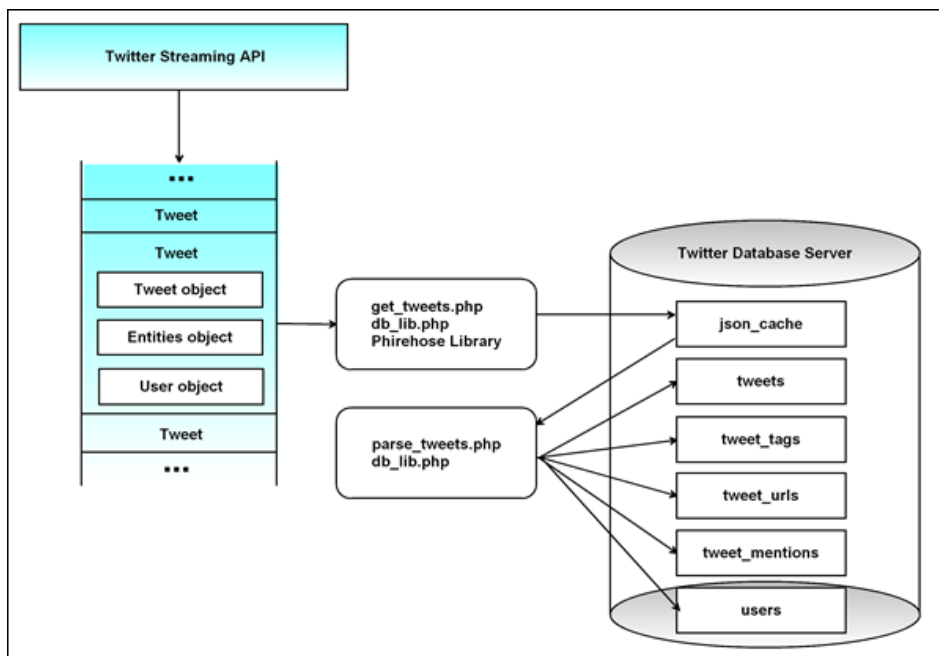 Twitter Streaming API
...
Tweet
Tweet
Tweet object
Entities object
User object
Tweet
...
get_tweets.php
db_lib.php
Phirehose Library
parse_tweets.php
db_lib.php
Twitter Database Server
json_cache
tweets
tweet_tags
tweet_urls
tweet_mentions
users